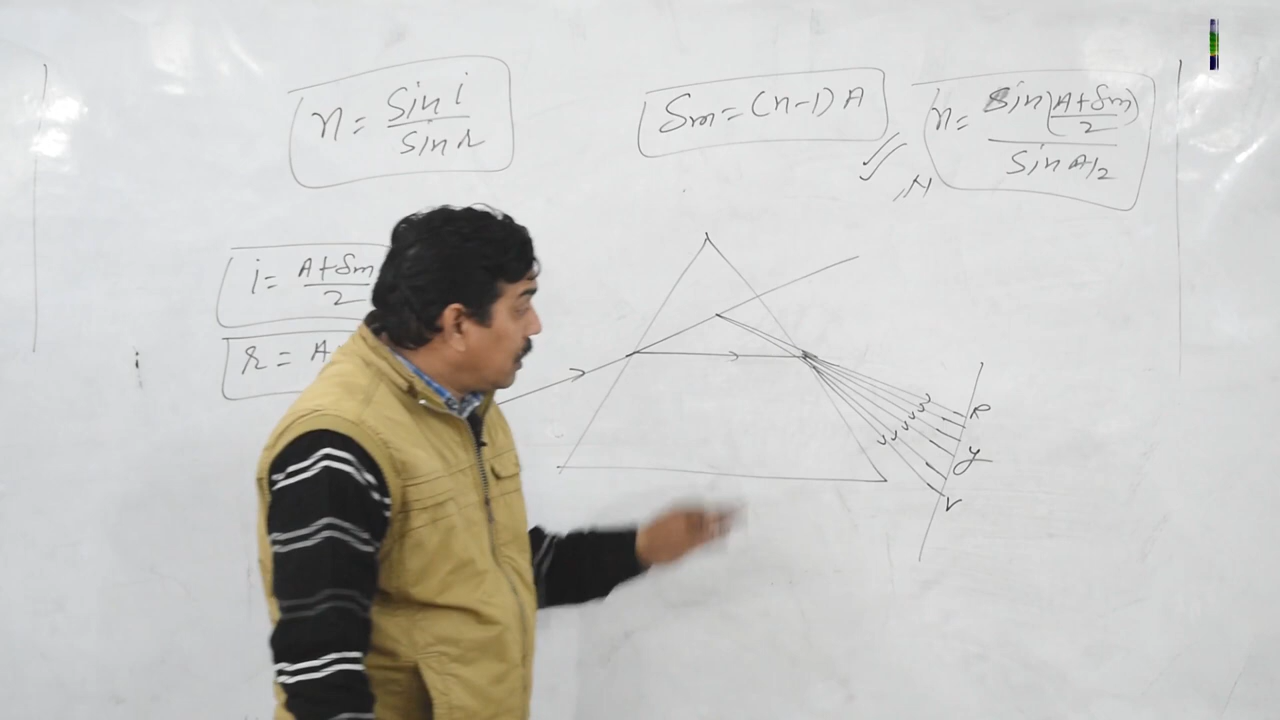 n = Sin i / Sin r
δm = (n-1) A
n = Sin (A+δm / 2) / Sin A/2
i = A+δm / 2
r = A
R
y
V